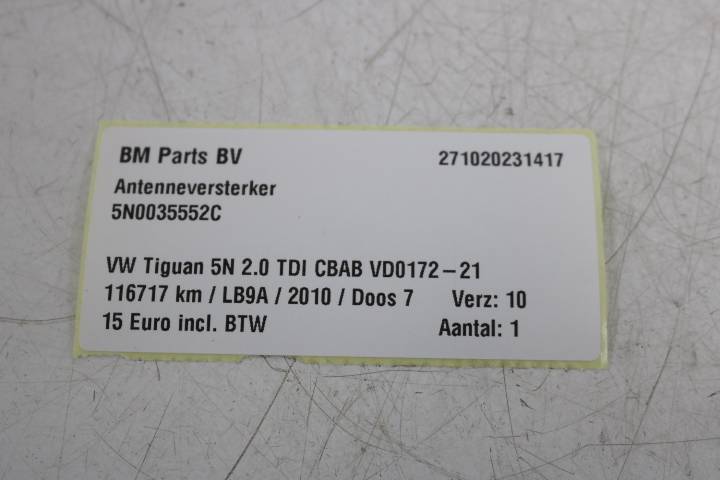 BM Parts BV 271020231417
Antenneversterker
5N0035552C
VW Tiguan 5N 2.0 TDI CBAB VD0172-21
116717 km / LB9A / 2010 / Doos 7 Verz: 10
15 Euro incl. BTW Aantal: 1